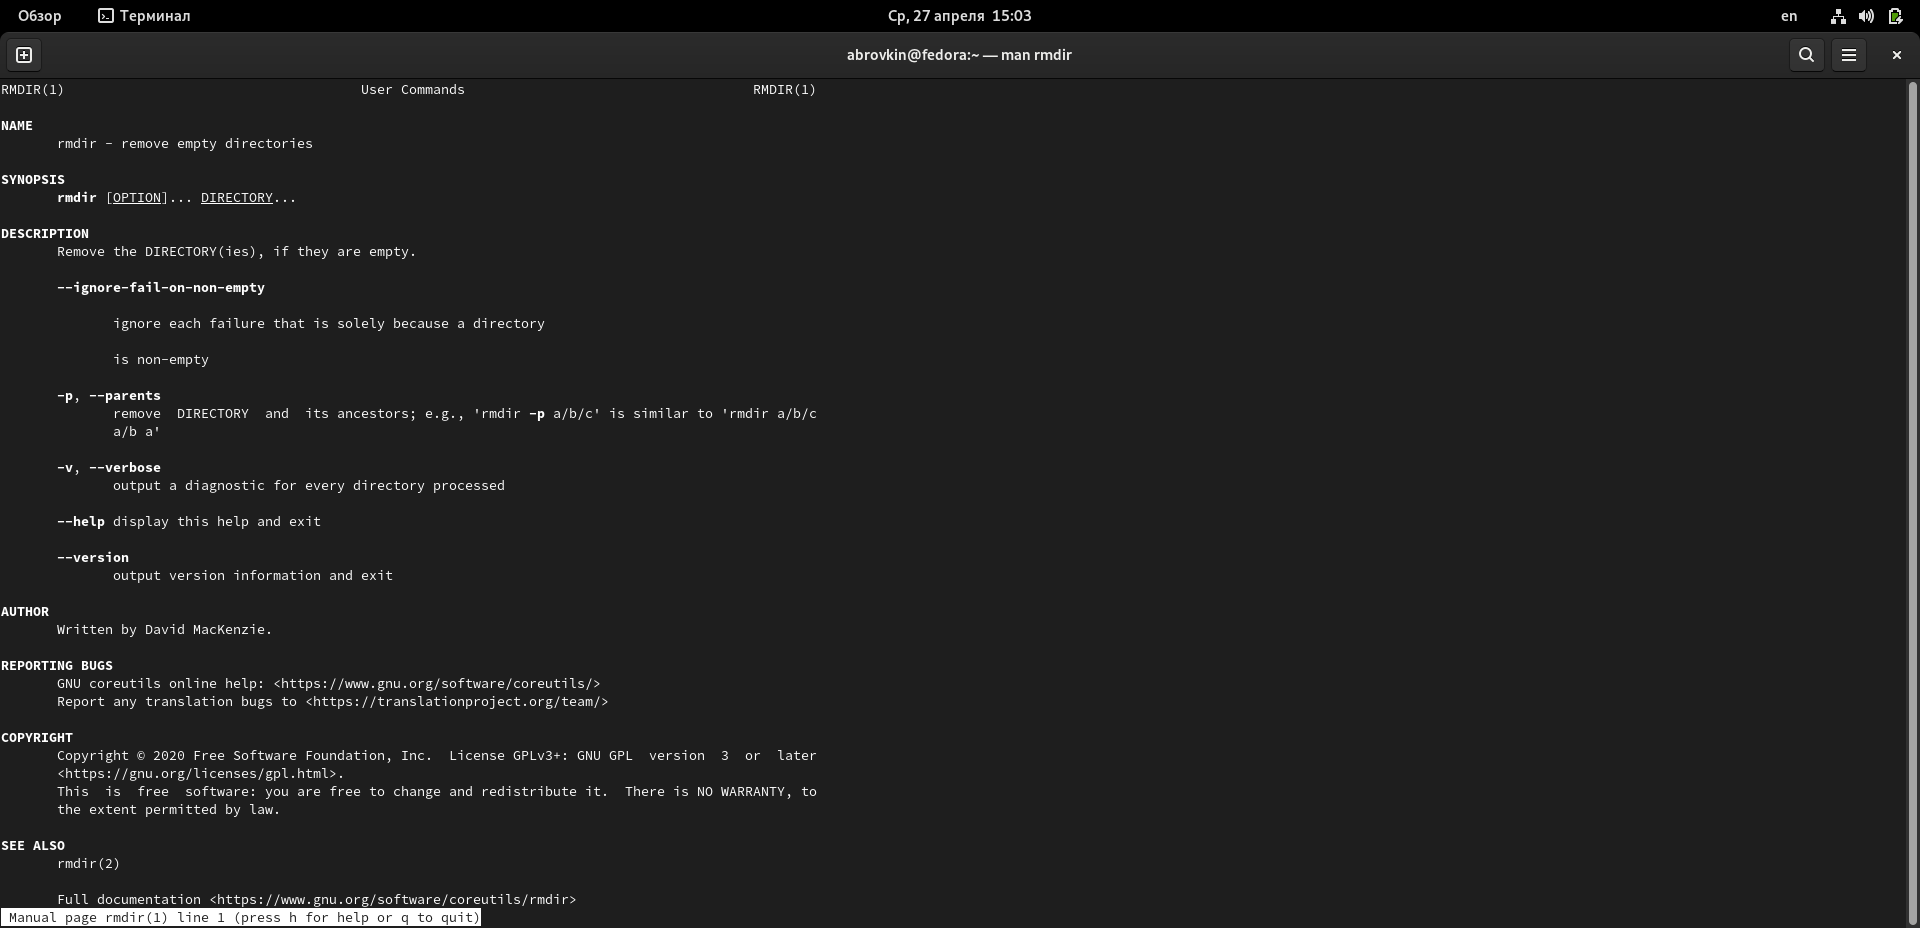 Обзор Терминал Ср, 27 апреля 15:03 en
abrovkin@fedora:~ — man rmdir
RMDIR(1) User Commands RMDIR(1)
NAME
rmdir - remove empty directories
SYNOPSIS
rmdir [OPTION]... DIRECTORY...
DESCRIPTION
Remove the DIRECTORY(ies), if they are empty.
--ignore-fail-on-non-empty
ignore each failure that is solely because a directory
is non-empty
-p, --parents
remove DIRECTORY and its ancestors; e.g., 'rmdir -p a/b/c' is similar to 'rmdir a/b/c
a/b a'
-v, --verbose
output a diagnostic for every directory processed
--help display this help and exit
--version
output version information and exit
AUTHOR
Written by David MacKenzie.
REPORTING BUGS
GNU coreutils online help: <https://www.gnu.org/software/coreutils/>
Report any translation bugs to <https://translationproject.org/team/>
COPYRIGHT
Copyright © 2020 Free Software Foundation, Inc. License GPLv3+: GNU GPL version 3 or later
<https://gnu.org/licenses/gpl.html>.
This is free software: you are free to change and redistribute it. There is NO WARRANTY, to
the extent permitted by law.
SEE ALSO
rmdir(2)
Full documentation <https://www.gnu.org/software/coreutils/rmdir>
Manual page rmdir(1) line 1 (press h for help or q to quit)